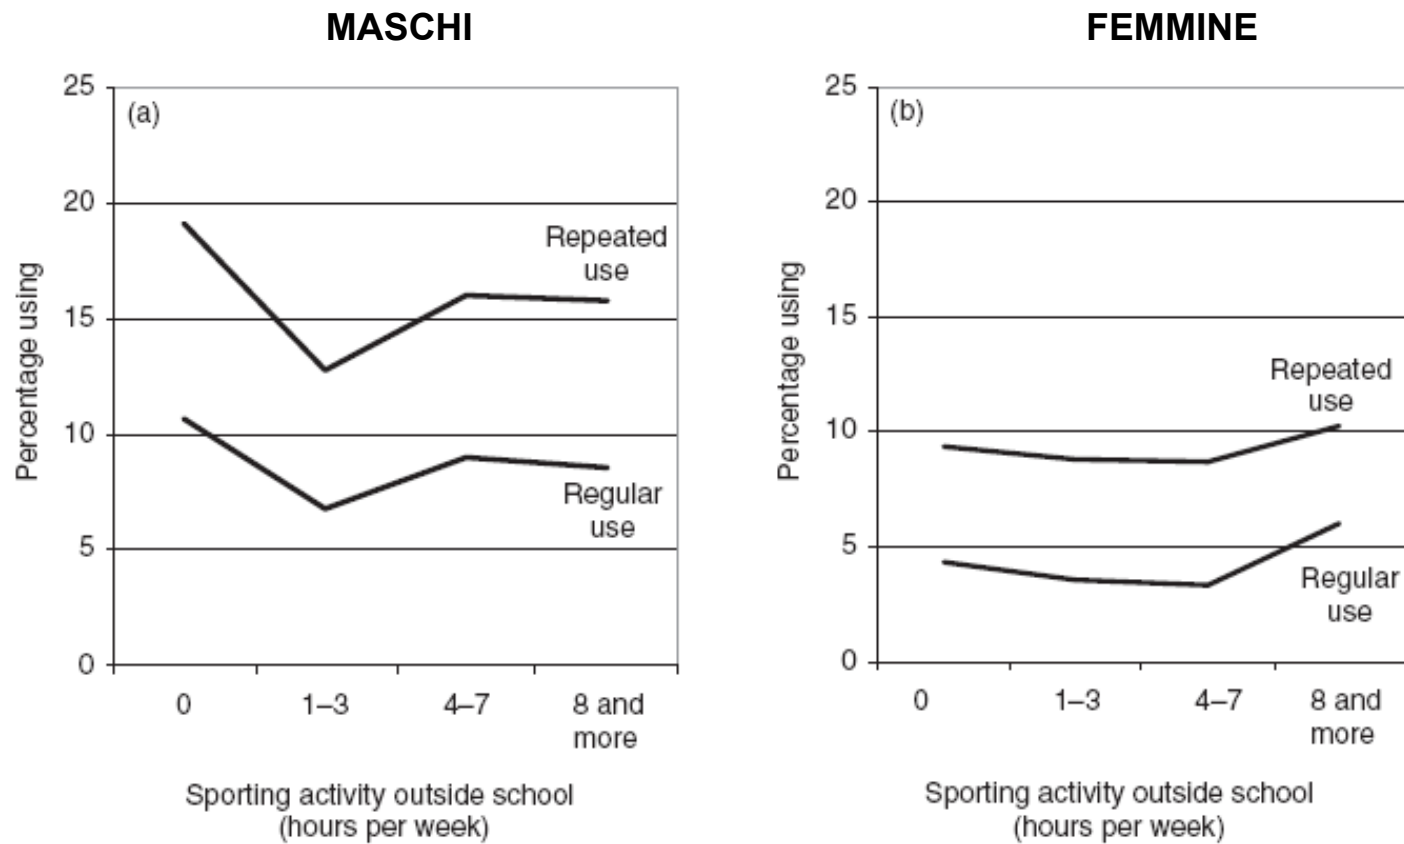 MASCHI
25
(a)
20
Repeated
use
15
10
Regular
use
5
0
Percentage using
0
1–3
4–7
8 and
more
Sporting activity outside school
(hours per week)
FEMMINE
25
(b)
20
15
Repeated
use
10
5
Regular
use
0
Percentage using
0
1–3
4–7
8 and
more
Sporting activity outside school
(hours per week)